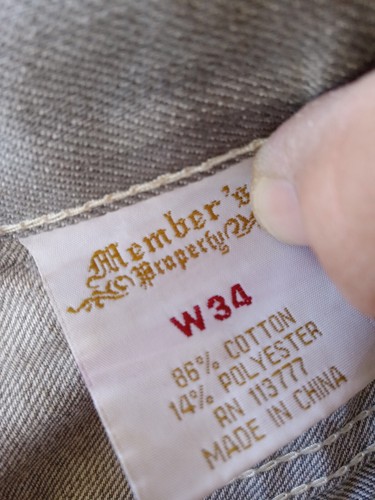 Member's
Property
W34
86% COTTON
14% POLYESTER
RN 113777
MADE IN CHINA